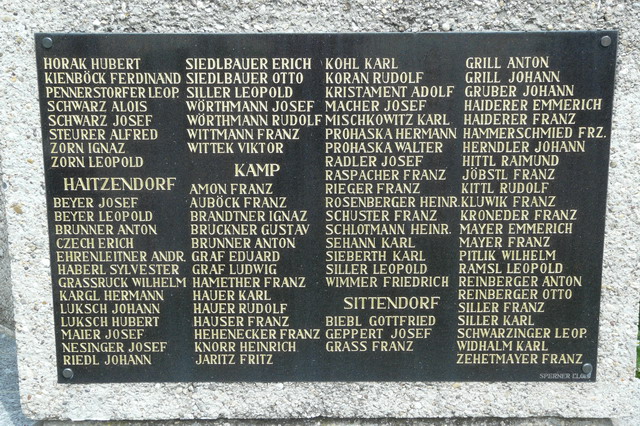 HORAK HUBERT
KIENBÖCK FERDINAND
PENNERSTORFER LEOP.
SCHWARZ ALOIS
SCHWARZ JOSEF
STEURER ALFRED
ZORN IGNAZ
ZORN LEOPOLD
HAITZENDORF
BEYER JOSEF
BEYER LEOPOLD
BRUNNER ANTON
CZECH ERICH
EHRENLEITNER ANDR.
HABERL SYLVESTER
GRASSRUCK WILHELM
KARGL HERMANN
LUKSCH JOHANN
LUKSCH HUBERT
MAIER JOSEF
NESINGER JOSEF
RIEDL JOHANN
SIEDLBAUER ERICH
SIEDLBAUER OTTO
SILLER LEOPOLD
WÖRTHMANN JOSEF
WÖRTHMANN RUDOLF
WITTMANN FRANZ
WITTEK VIKTOR
KAMP
AMON FRANZ
AUBÖCK FRANZ
BRANDTNER IGNAZ
BRUCKNER GUSTAV
BRUNNER ANTON
GRAF EDUARD
GRAF LUDWIG
HAMETHER FRANZ
HAUER KARL
HAUER RUDOLF
HAUSER FRANZ
HEHENECKER FRANZ
KNORR HEINRICH
JARITZ FRITZ
KOHL KARL
KORAN RUDOLF
KRISTAMENT ADOLF
MACHER JOSEF
MISCHKOWITZ KARL
PROHASKA HERMANN
PROHASKA WALTER
RADLER JOSEF
RASPACHER FRANZ
RIEGER FRANZ
ROSENBERGER HEINR.
SCHUSTER FRANZ
SCHLOTMANN HEINR.
SEHANN KARL
SIEBERTH KARL
SILLER LEOPOLD
WIMMER FRIEDRICH
SITTENDORF
BIEBL GOTTFRIED
GEPPERT JOSEF
GRASS FRANZ
GRILL ANTON
GRILL JOHANN
GRUBER JOHANN
HAIDERER EMMERICH
HAIDERER FRANZ
HAMMERSCHMIED FRZ.
HERNDLER JOHANN
HITTL RAIMUND
JÖBSTL FRANZ
KITTL RUDOLF
KLUWIK FRANZ
KRONEDER FRANZ
MAYER EMMERICH
MAYER FRANZ
PITLIK WILHELM
RAMSL LEOPOLD
REINBERGER ANTON
REINBERGER OTTO
SILLER FRANZ
SILLER KARL
SCHWARZINGER LEOP.
WIDHALM KARL
ZEHETMAYER FRANZ
SPERNER